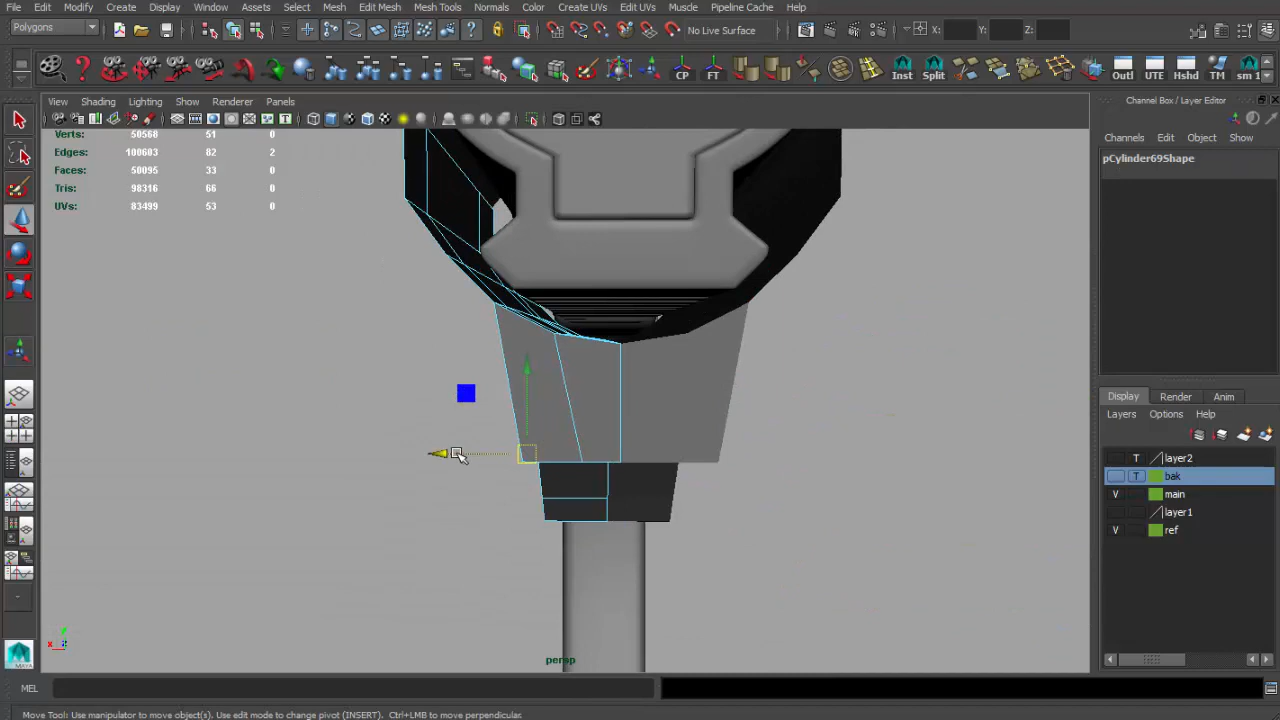 File Edit Modify Create Display Window Assets Select Mesh Edit Mesh Mesh Tools Normals Color Create UVs Edit UVs Muscle Pipeline Cache Help
Polygons No Live Surface X: Y: Z:
CP FT Inst Split Outl UTE Hshd TM sm 1
Channel Box / Layer Editor
View Shading Lighting Show Renderer Panels
Channels Edit Object Show
pCylinder69Shape
Verts: 50568 51 0
Edges: 100603 82 2
Faces: 50095 33 0
Tris: 98316 66 0
UVs: 83499 53 0
Display Render Anim
Layers Options Help
T layer2
T bak
V main
layer1
V ref
y
x
persp
MAYA
MEL
Move Tool: Use manipulator to move object(s). Use edit mode to change pivot (INSERT). Ctrl+LMB to move perpendicular.